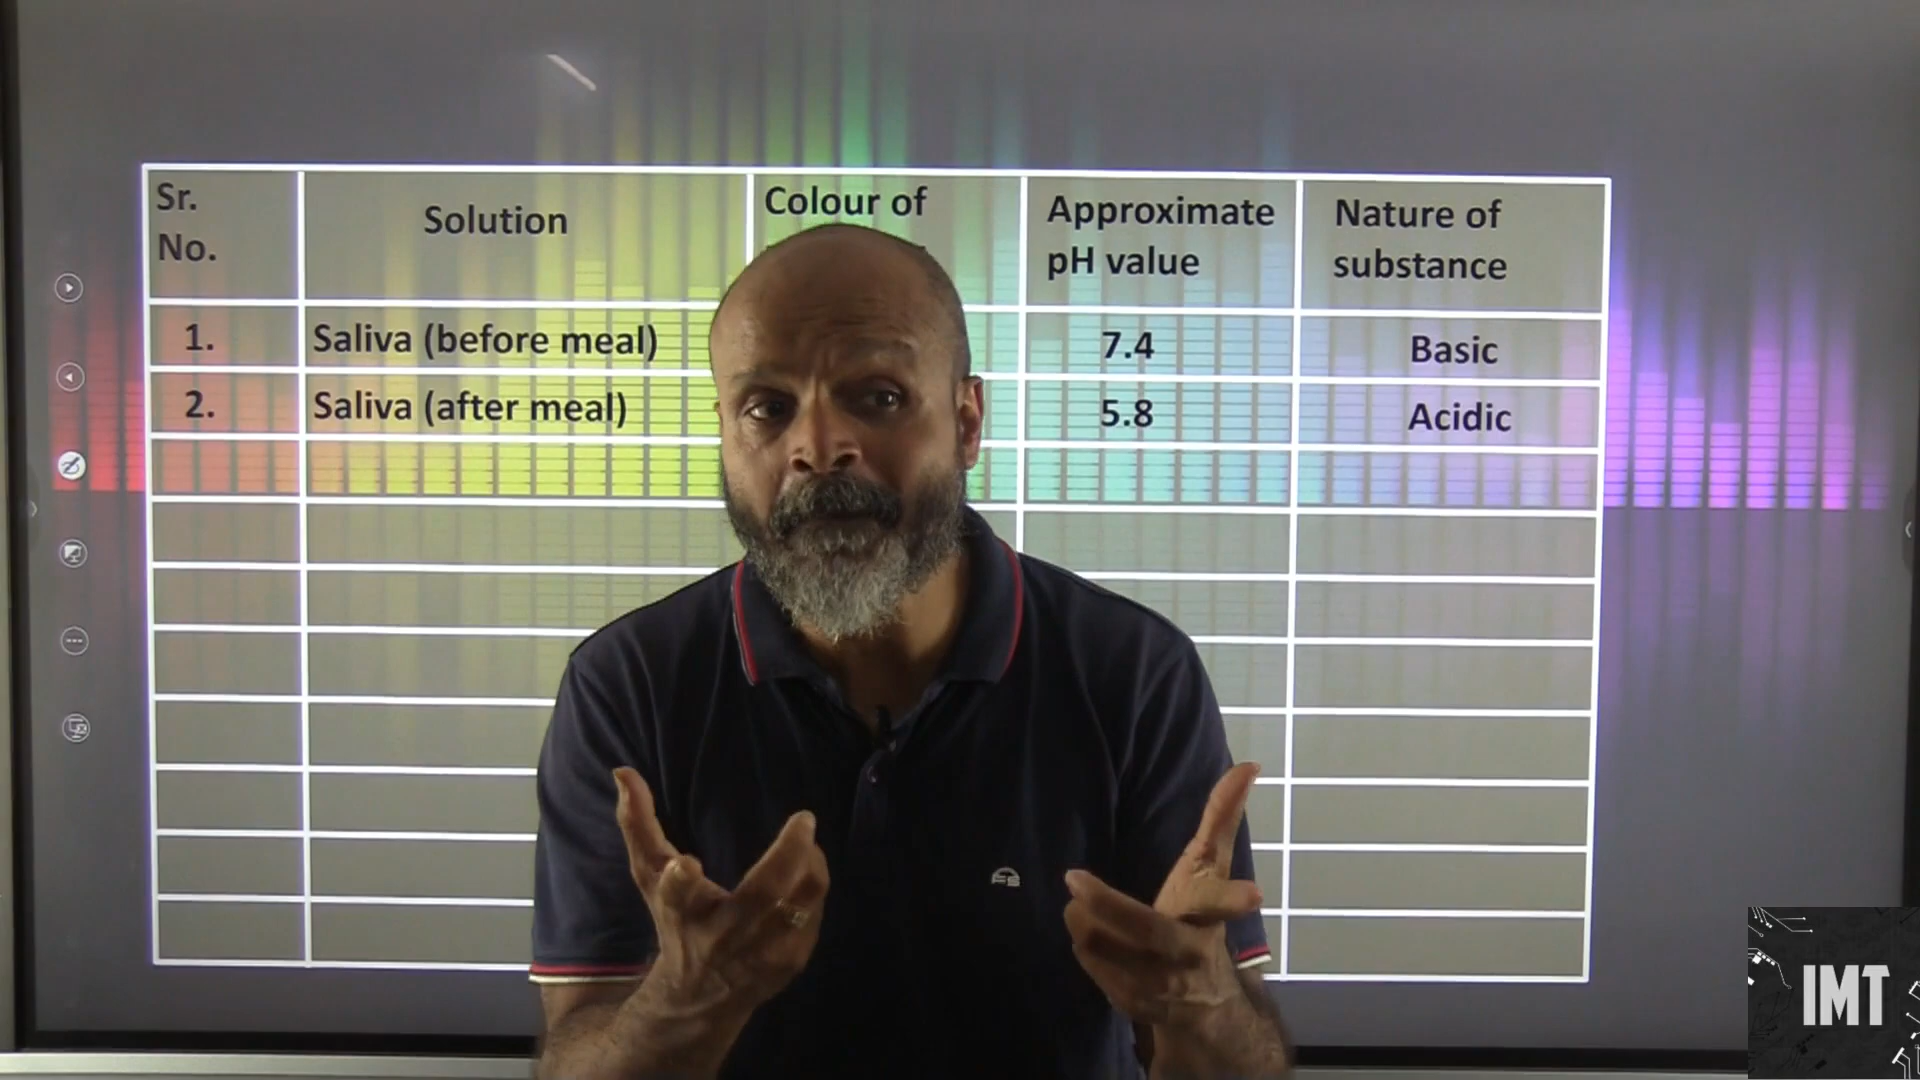 Sr.
No.
Solution
Colour of
Approximate
pH value
Nature of
substance
1.
Saliva (before meal)
7.4
Basic
2.
Saliva (after meal)
5.8
Acidic
FS
IMT